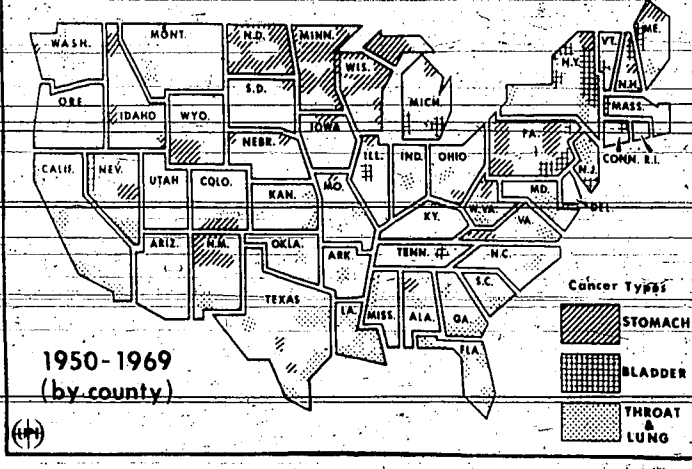 WASH.
MONT.
N.D.
MINN.
VT.
ME.
ORE
IDAHO
WYO.
S.D.
WIS.
MICH.
N.Y.
N.H.
MASS.
CONN. R.I.
NEBR.
IOWA
ILL.
IND.
OHIO
PA.
N.J.
CALIF.
NEV.
UTAH
COLO.
KAN.
MO.
KY.
W.VA.
MD.
DEL
VA.
ARIZ.
N.M.
OKLA.
ARK
TENN.
N.C.
S.C.
TEXAS
LA.
MISS.
ALA.
GA.
FLA.
1950-1969
(by county)
Cancer Types
STOMACH
BLADDER
THROAT
&
LUNG
UPI